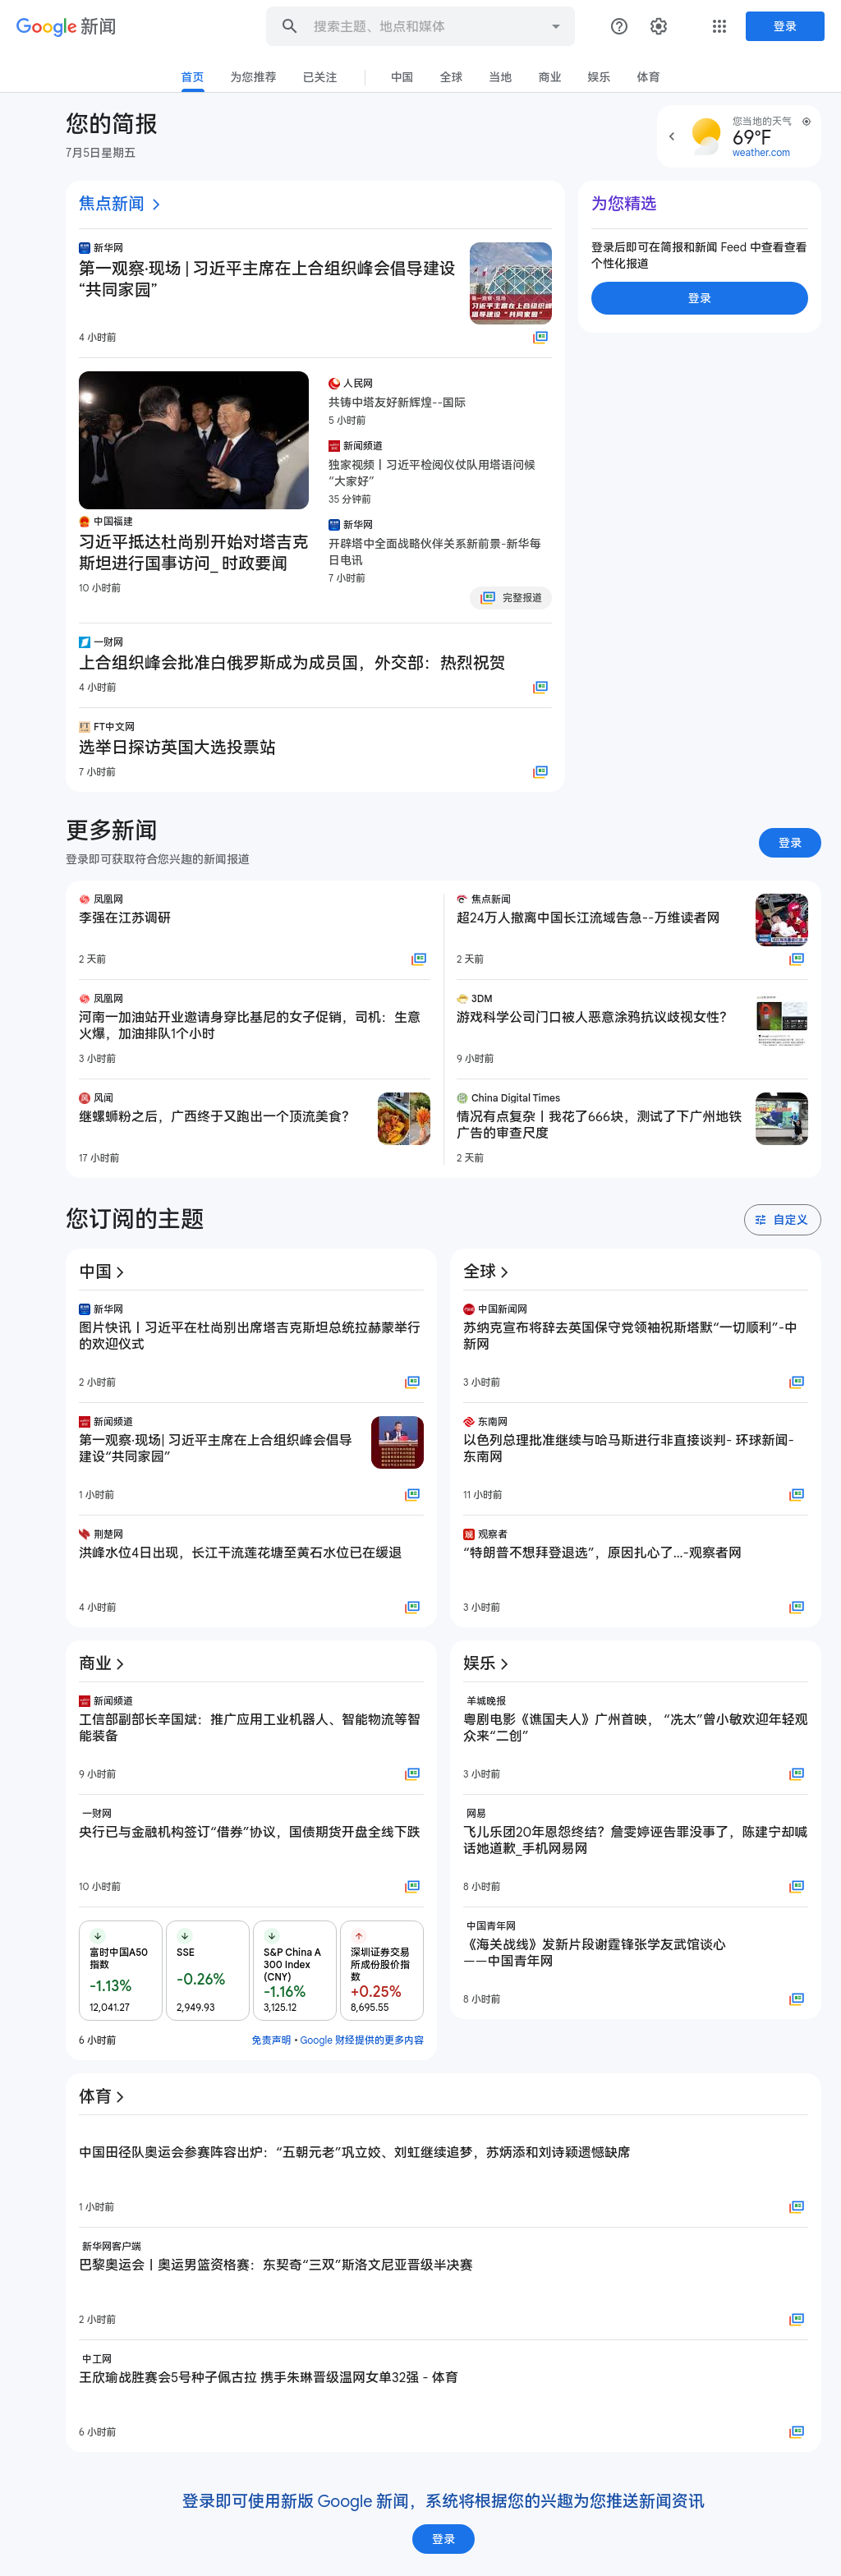 Google 新闻
搜索主题、地点和媒体
登录
首页
为您推荐
已关注
中国
全球
当地
商业
娱乐
体育
您的简报
7月5日星期五
您当地的天气
69°F
weather.com
焦点新闻
新华网
第一观察·现场 | 习近平主席在上合组织峰会倡导建设
“共同家园”
4 小时前
第一观察·现场
习近平主席在上合组织峰
倡导建设“共同家园”
中国福建
习近平抵达杜尚别开始对塔吉克
斯坦进行国事访问_ 时政要闻
10 小时前
人民网
共铸中塔友好新辉煌--国际
5 小时前
新闻频道
独家视频丨习近平检阅仪仗队用塔语问候
“大家好”
35 分钟前
新华网
开辟塔中全面战略伙伴关系新前景-新华每
日电讯
7 小时前
完整报道
一财网
上合组织峰会批准白俄罗斯成为成员国，外交部：热烈祝贺
4 小时前
FT中文网
选举日探访英国大选投票站
7 小时前
为您精选
登录后即可在简报和新闻 Feed 中查看查看
个性化报道
登录
更多新闻
登录即可获取符合您兴趣的新闻报道
登录
凤凰网
李强在江苏调研
2 天前
凤凰网
河南一加油站开业邀请身穿比基尼的女子促销，司机：生意
火爆，加油排队1个小时
3 小时前
风闻
继螺蛳粉之后，广西终于又跑出一个顶流美食？
17 小时前
焦点新闻
超24万人撤离中国长江流域告急--万维读者网
2 天前
3DM
游戏科学公司门口被人恶意涂鸦抗议歧视女性？
9 小时前
China Digital Times
情况有点复杂丨我花了666块，测试了下广州地铁
广告的审查尺度
2 天前
您订阅的主题
自定义
中国
新华网
图片快讯丨习近平在杜尚别出席塔吉克斯坦总统拉赫蒙举行
的欢迎仪式
2 小时前
新闻频道
第一观察·现场| 习近平主席在上合组织峰会倡导
建设“共同家园”
1 小时前
荆楚网
洪峰水位4日出现，长江干流莲花塘至黄石水位已在缓退
4 小时前
全球
中国新闻网
苏纳克宣布将辞去英国保守党领袖祝斯塔默“一切顺利”-中
新网
3 小时前
东南网
以色列总理批准继续与哈马斯进行非直接谈判- 环球新闻-
东南网
11 小时前
观察者
“特朗普不想拜登退选”，原因扎心了...-观察者网
3 小时前
商业
新闻频道
工信部副部长辛国斌：推广应用工业机器人、智能物流等智
能装备
9 小时前
一财网
央行已与金融机构签订“借券”协议，国债期货开盘全线下跌
10 小时前
富时中国A50
指数
-1.13%
12,041.27
SSE
-0.26%
2,949.93
S&P China A
300 Index
(CNY)
-1.16%
3,125.12
深圳证券交易
所成份股价指
数
+0.25%
8,695.55
6 小时前
免责声明 • Google 财经提供的更多内容
娱乐
羊城晚报
粤剧电影《谯国夫人》广州首映，“冼太”曾小敏欢迎年轻观
众来“二创”
3 小时前
网易
飞儿乐团20年恩怨终结？詹雯婷诬告罪没事了，陈建宁却喊
话她道歉_手机网易网
8 小时前
中国青年网
《海关战线》发新片段谢霆锋张学友武馆谈心
——中国青年网
8 小时前
体育
中国田径队奥运会参赛阵容出炉：“五朝元老”巩立姣、刘虹继续追梦，苏炳添和刘诗颖遗憾缺席
1 小时前
新华网客户端
巴黎奥运会丨奥运男篮资格赛：东契奇“三双”斯洛文尼亚晋级半决赛
2 小时前
中工网
王欣瑜战胜赛会5号种子佩古拉 携手朱琳晋级温网女单32强 - 体育
6 小时前
登录即可使用新版 Google 新闻，系统将根据您的兴趣为您推送新闻资讯
登录